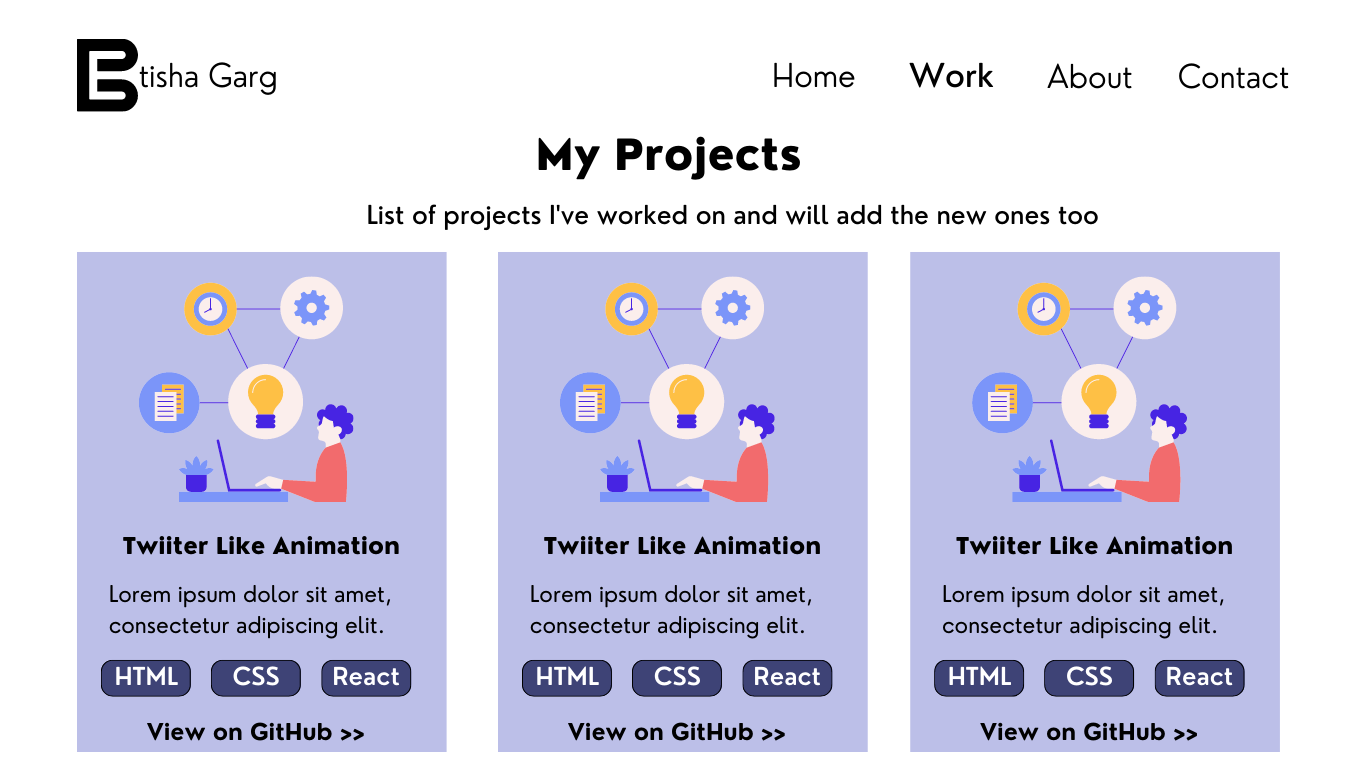 Etisha Garg
Home Work About Contact
My Projects
List of projects I've worked on and will add the new ones too
Twiiter Like Animation
Lorem ipsum dolor sit amet,
consectetur adipiscing elit.
HTML CSS React
View on GitHub >>
Twiiter Like Animation
Lorem ipsum dolor sit amet,
consectetur adipiscing elit.
HTML CSS React
View on GitHub >>
Twiiter Like Animation
Lorem ipsum dolor sit amet,
consectetur adipiscing elit.
HTML CSS React
View on GitHub >>